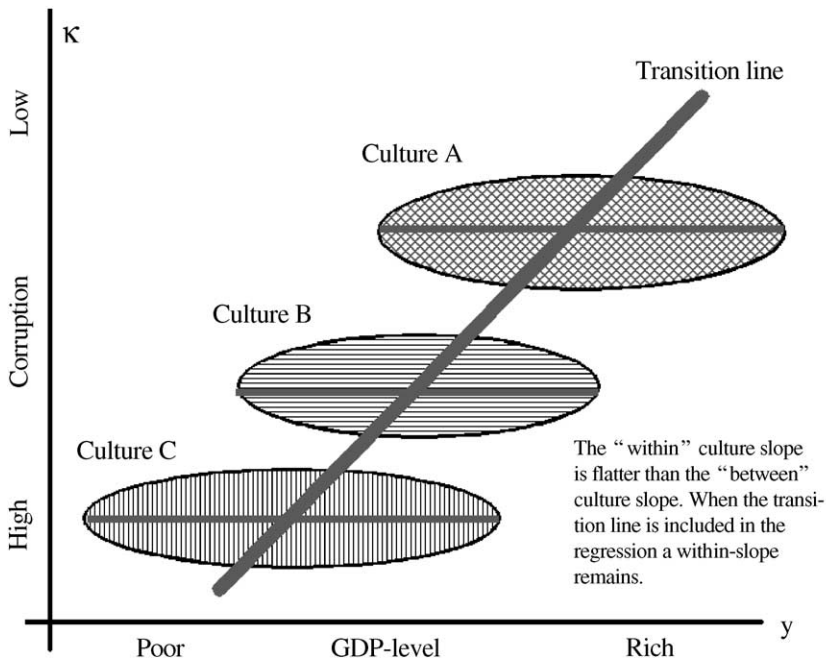 κ
Transition line
Low
Culture A
Corruption
Culture B
Culture C
The “within” culture slope
is flatter than the “between”
culture slope. When the transi-
tion line is included in the
regression a within-slope
remains.
High
y
Poor
GDP-level
Rich